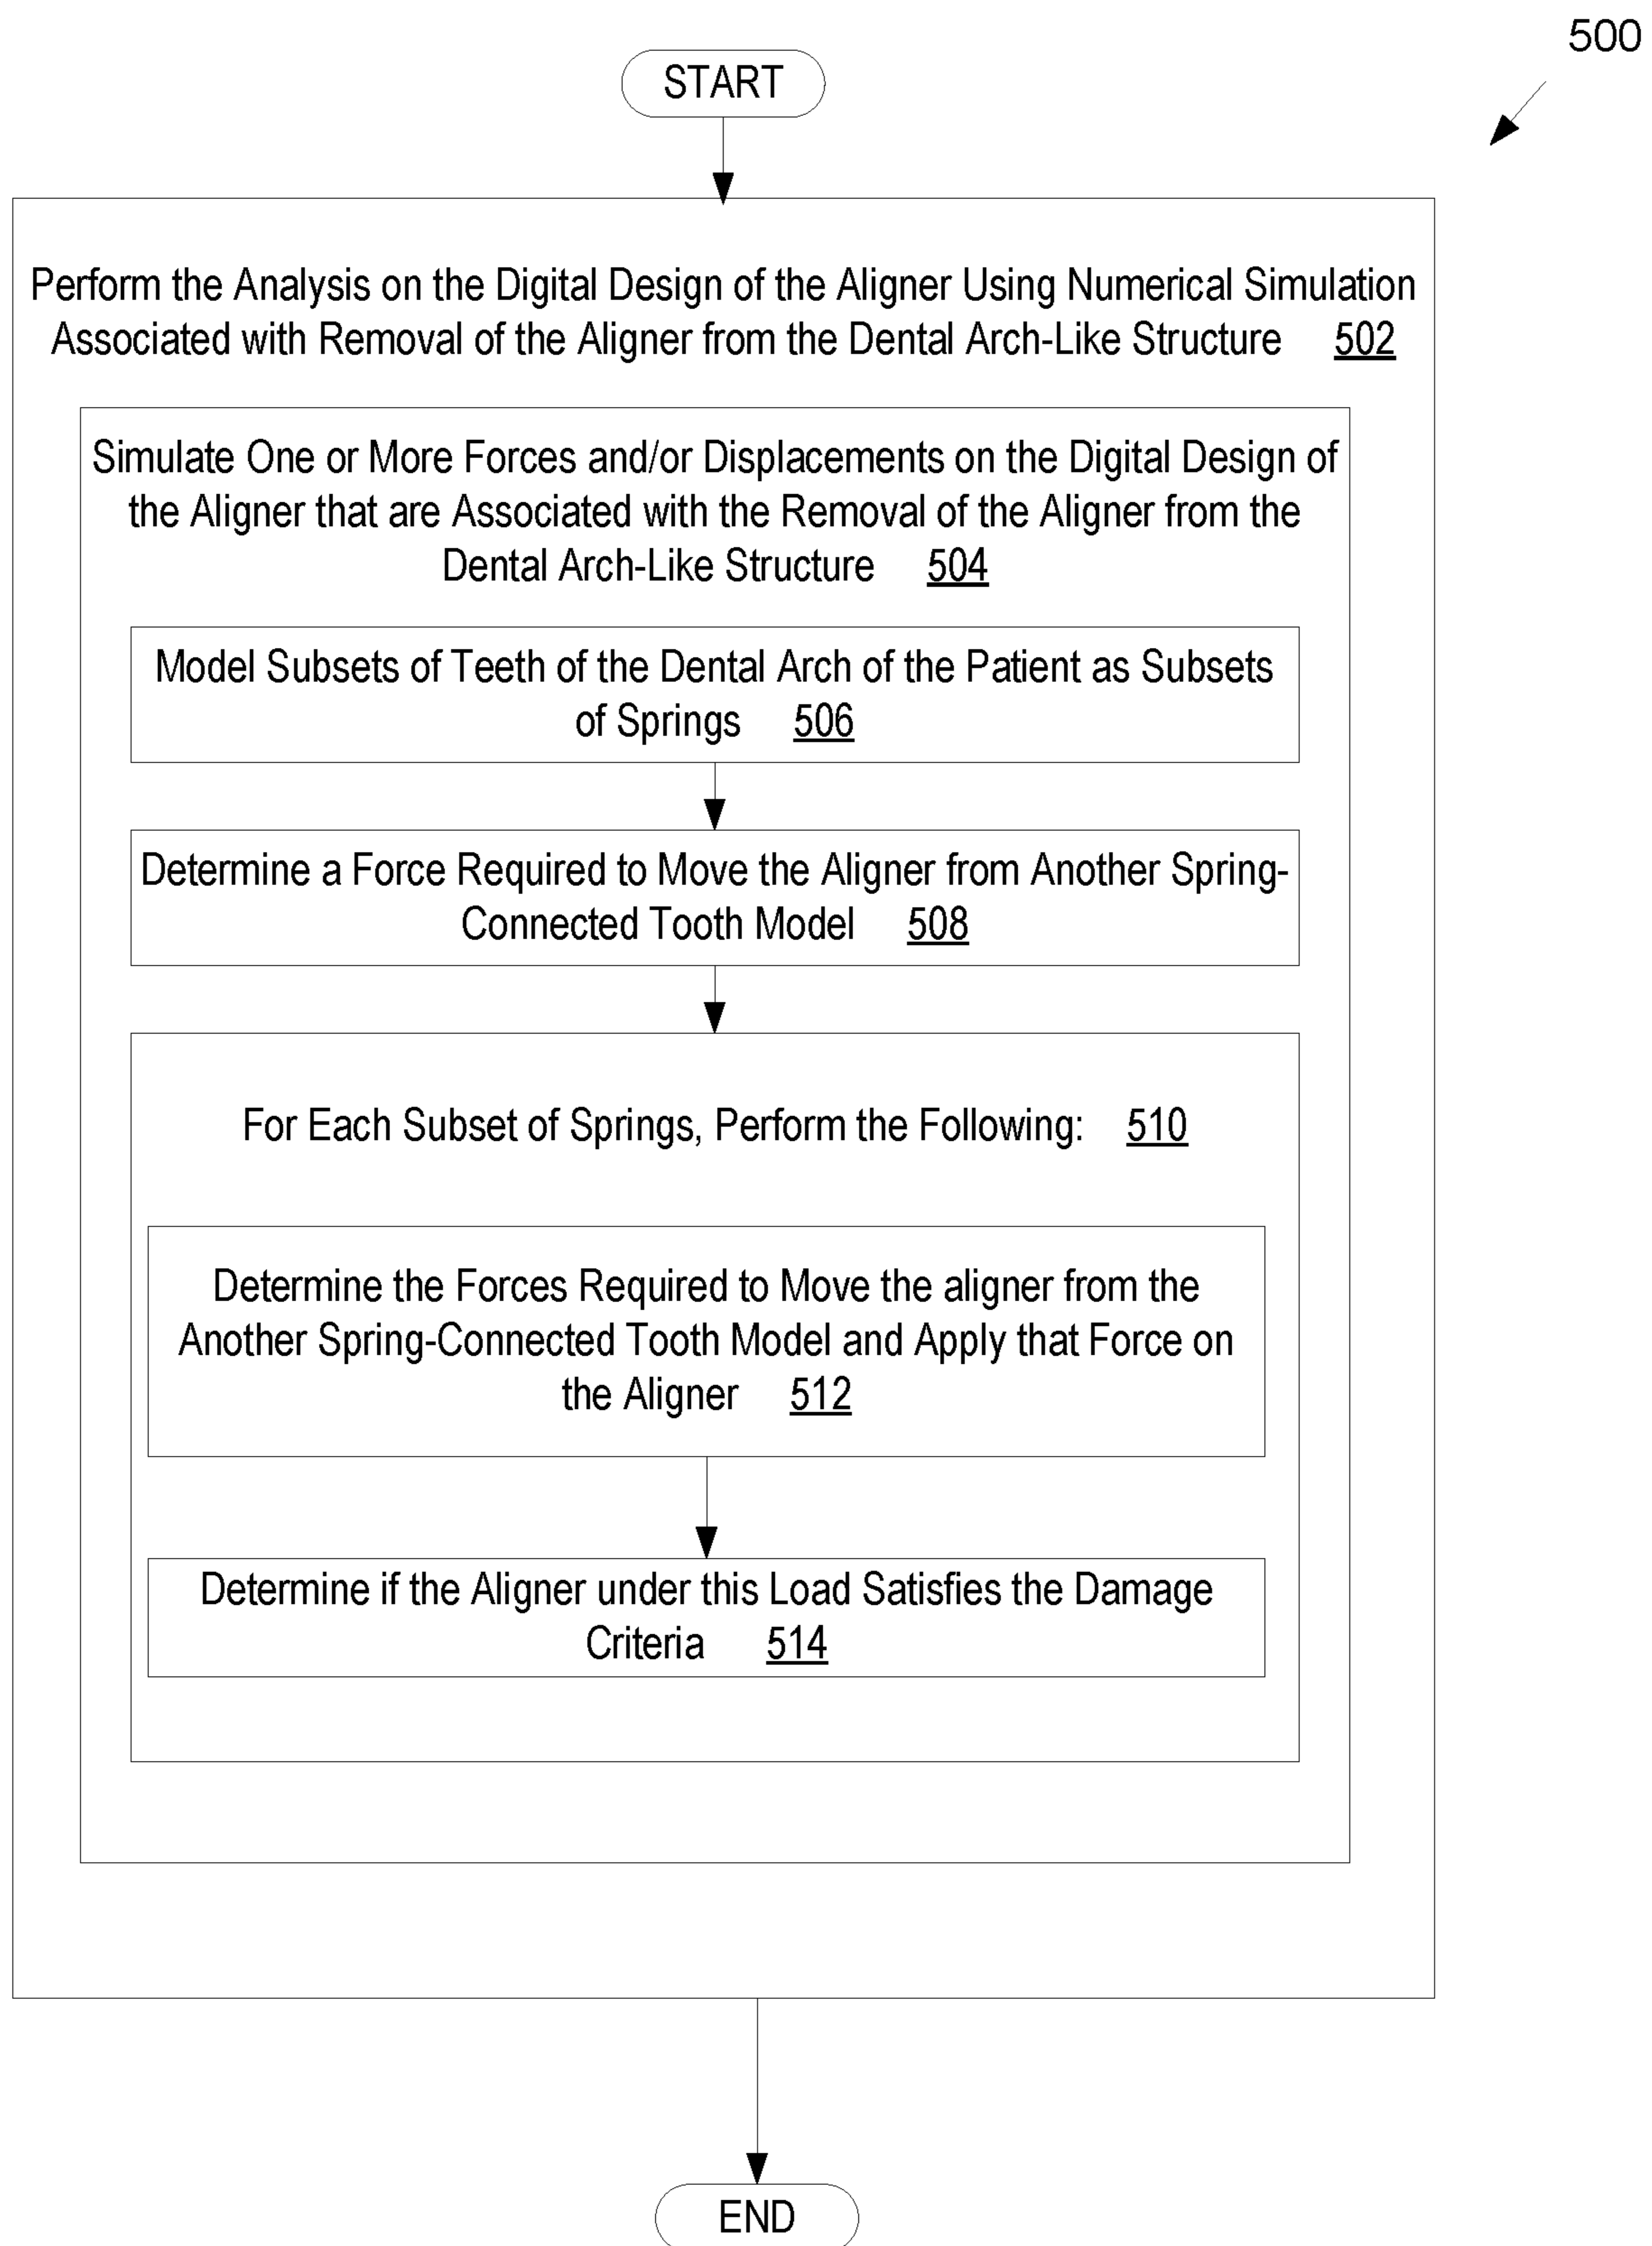 500
START
Perform the Analysis on the Digital Design of the Aligner Using Numerical Simulation
Associated with Removal of the Aligner from the Dental Arch-Like Structure 502
Simulate One or More Forces and/or Displacements on the Digital Design of
the Aligner that are Associated with the Removal of the Aligner from the
Dental Arch-Like Structure 504
Model Subsets of Teeth of the Dental Arch of the Patient as Subsets
of Springs 506
Determine a Force Required to Move the Aligner from Another Spring-
Connected Tooth Model 508
For Each Subset of Springs, Perform the Following: 510
Determine the Forces Required to Move the aligner from the
Another Spring-Connected Tooth Model and Apply that Force on
the Aligner 512
Determine if the Aligner under this Load Satisfies the Damage
Criteria 514
END